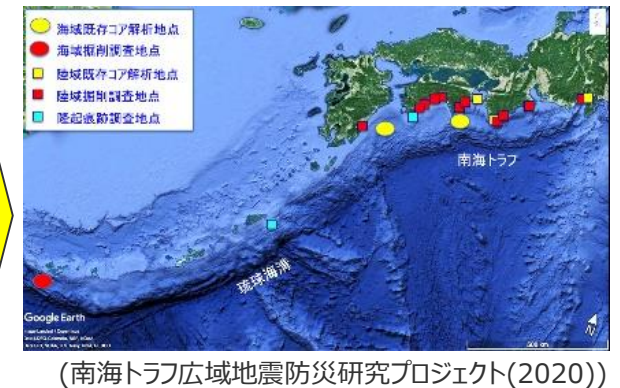 海域既存コア解析地点
海域掘削調査地点
陸域既存コア解析地点
陸域掘削調査地点
隆起痕跡調査地点
南海トラフ
琉球海溝
Google Earth
N
(南海トラフ広域地震防災研究プロジェクト(2020))